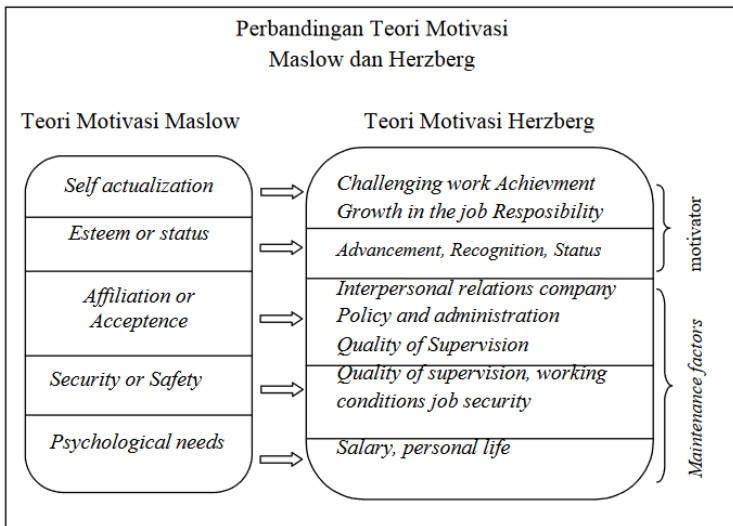 Perbandingan Teori Motivasi
Maslow dan Herzberg
Teori Motivasi Maslow
Teori Motivasi Herzberg
Self actualization
Challenging work Achievment
Growth in the job Resposibility
Esteem or status
Advancement, Recognition, Status
motivator
Affiliation or
Acceptence
Interpersonal relations company
Policy and administration
Quality of Supervision
Security or Safety
Quality of supervision, working
conditions job security
Psychological needs
Salary, personal life
Maintenance factors